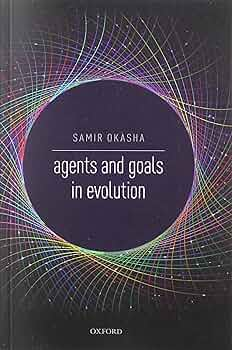 SAMIR OKASHA
agents and goals
in evolution
OXFORD